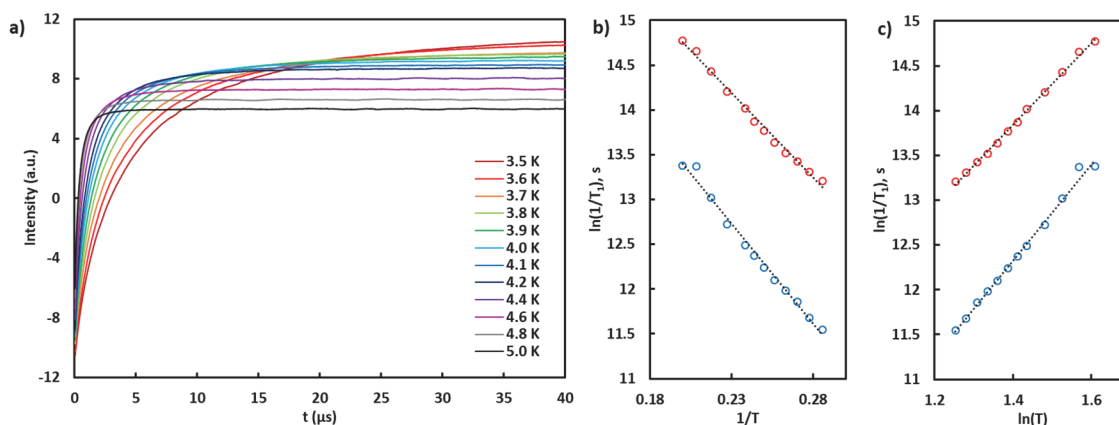 a)
Intensity (a.u.)
12
8
4
0
-4
-8
-12
0 5 10 15 20 25 30 35 40
t (µs)
3.5 K
3.6 K
3.7 K
3.8 K
3.9 K
4.0 K
4.1 K
4.2 K
4.4 K
4.6 K
4.8 K
5.0 K
b)
ln(1/T₁), s
15
14.5
14
13.5
13
12.5
12
11.5
11
0.18 0.23 0.28
1/T
c)
ln(1/T₁), s
15
14.5
14
13.5
13
12.5
12
11.5
11
1.2 1.4 1.6
ln(T)